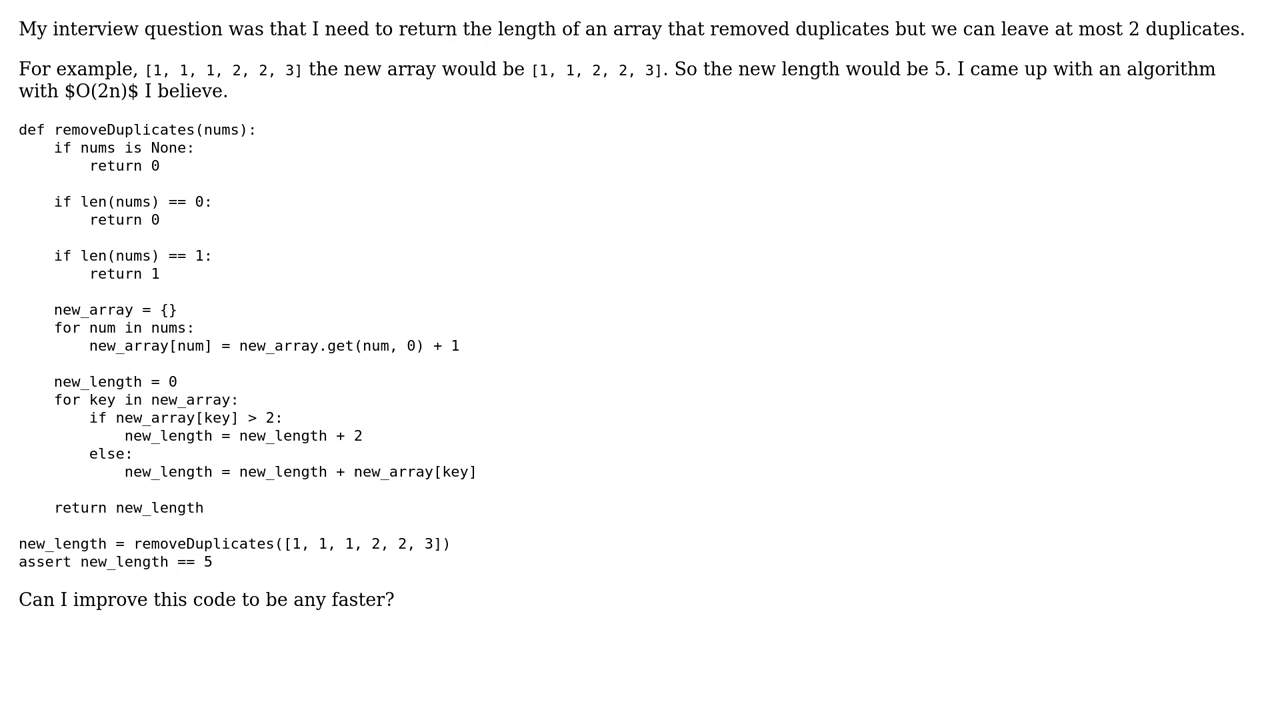 My interview question was that I need to return the length of an array that removed duplicates but we can leave at most 2 duplicates.
For example, [1, 1, 1, 2, 2, 3] the new array would be [1, 1, 2, 2, 3]. So the new length would be 5. I came up with an algorithm
with $O(2n)$ I believe.
def removeDuplicates(nums):
    if nums is None:
        return 0

    if len(nums) == 0:
        return 0

    if len(nums) == 1:
        return 1

    new_array = {}
    for num in nums:
        new_array[num] = new_array.get(num, 0) + 1

    new_length = 0
    for key in new_array:
        if new_array[key] > 2:
            new_length = new_length + 2
        else:
            new_length = new_length + new_array[key]

    return new_length

new_length = removeDuplicates([1, 1, 1, 2, 2, 3])
assert new_length == 5
Can I improve this code to be any faster?